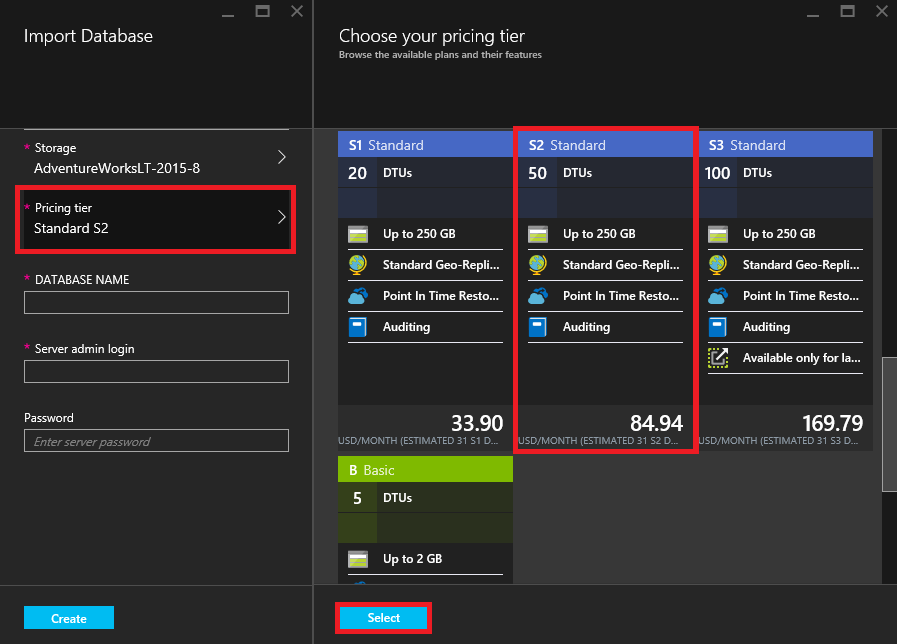 Import Database
* Storage
AdventureWorksLT-2015-8
* Pricing tier
Standard S2
* DATABASE NAME
* Server admin login
Password
Enter server password
Create
Choose your pricing tier
Browse the available plans and their features
S1 Standard
20 DTUs
Up to 250 GB
Standard Geo-Repli...
Point In Time Resto...
Auditing
33.90
USD/MONTH (ESTIMATED 31 S1 D...
S2 Standard
50 DTUs
Up to 250 GB
Standard Geo-Repli...
Point In Time Resto...
Auditing
84.94
USD/MONTH (ESTIMATED 31 S2 D...
S3 Standard
100 DTUs
Up to 250 GB
Standard Geo-Repli...
Point In Time Resto...
Auditing
Available only for la...
169.79
USD/MONTH (ESTIMATED 31 S3 D...
B Basic
5 DTUs
Up to 2 GB
Select